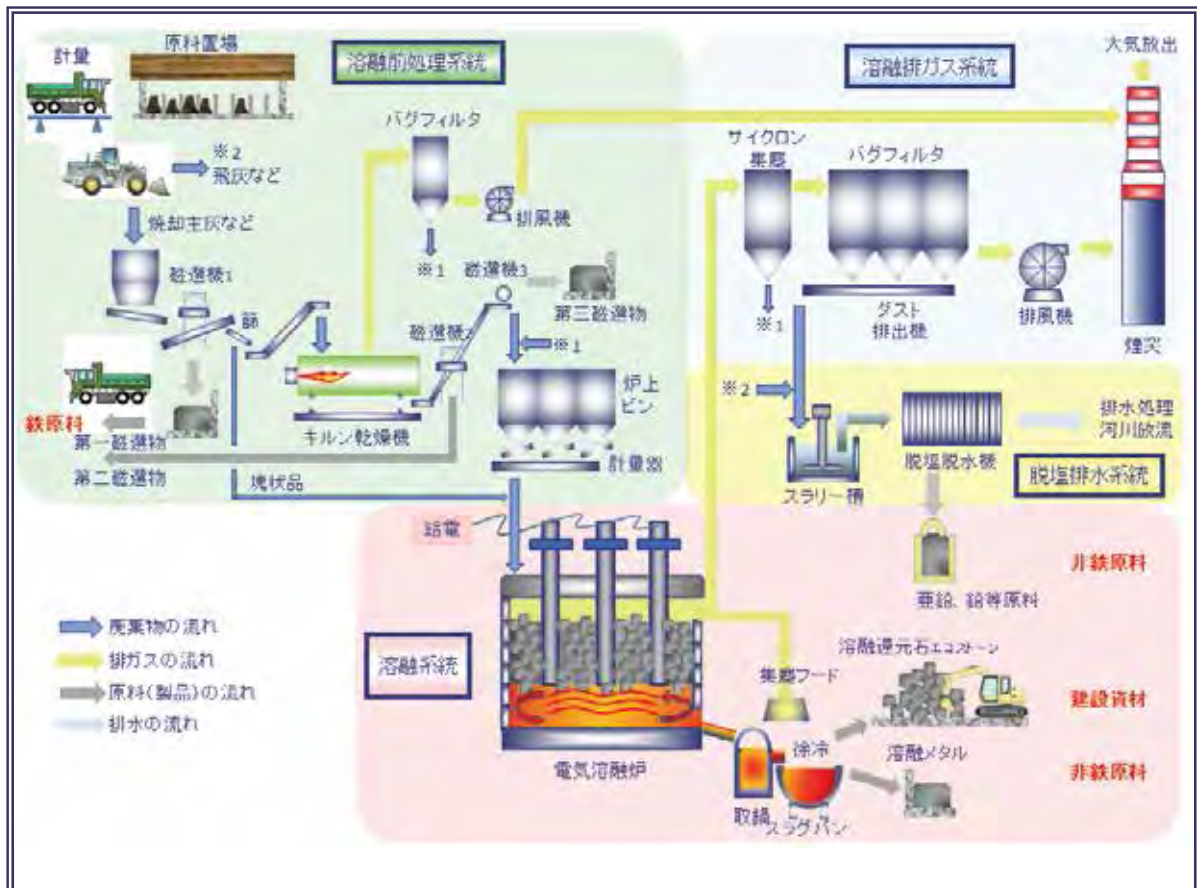 計量
原料置場
溶融前処理系統
溶融排ガス系統
大気放出
バグフィルタ
サイクロン
集塵
バグフィルタ
※2
飛灰など
焼却主灰など
排風機
磁選機1
※1
磁選機3
篩
第三磁選物
磁選機2
※1
※1
ダスト
排出機
排風機
煙突
炉上
ビン
※2
鉄原料
第一磁選物
キルン乾燥機
第二磁選物
塊状品
計量器
スラリー槽
脱塩脱水機
排水処理
河川放流
脱塩排水系統
給電
亜鉛、鉛等原料
非鉄原料
廃棄物の流れ
排ガスの流れ
原料(製品)の流れ
排水の流れ
溶融系統
電気溶融炉
集塵フード
溶融還元石エコストーン
建設資材
徐冷
溶融メタル
非鉄原料
取鍋
スラグパン